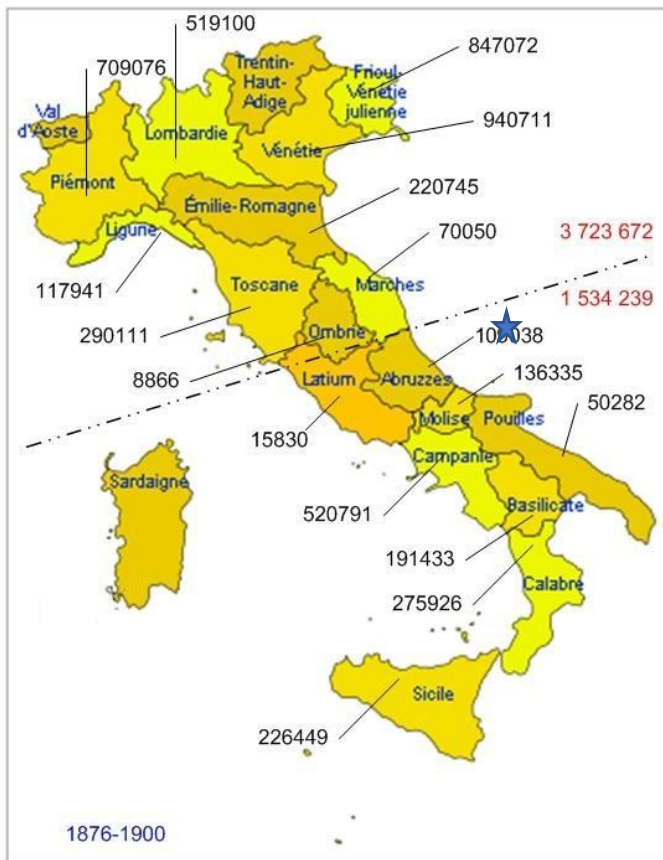 519100
847072
709076
Trentin-
Haut-
Adige
Frioul-
Vénétie
julienne
Val
d'Aoste
Lombardie
940711
Vénétie
Piémont
220745
Émilie-Romagne
70050
Ligurie
3 723 672
117941
Toscane
Marches
1 534 239
290111
Ombrie
8866
Latium
Abruzzes
136335
Molise
Pouilles
50282
15830
Campanie
Sardaigne
520791
Basilicate
191433
275926
Calabre
Sicile
226449
1876-1900